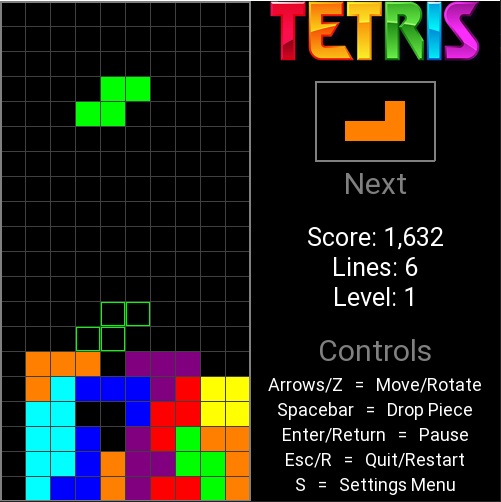 TETRIS
Next
Score: 1,632
Lines: 6
Level: 1
Controls
Arrows/Z = Move/Rotate
Spacebar = Drop Piece
Enter/Return = Pause
Esc/R = Quit/Restart
S = Settings Menu